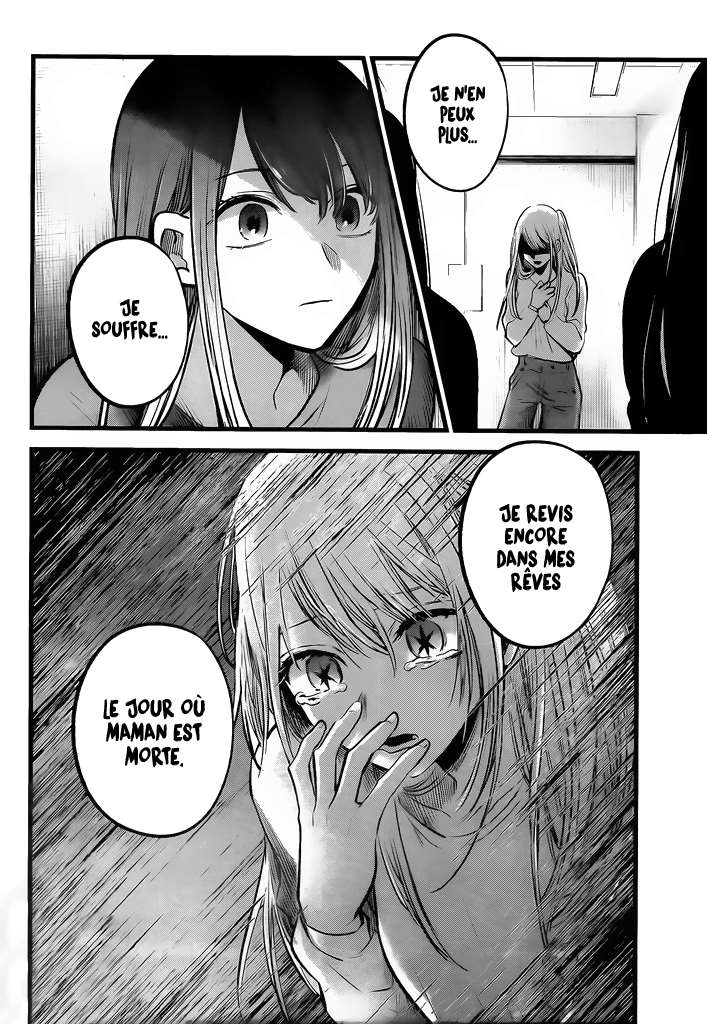 JE N'EN
PEUX
PLUS...
JE
SOUFFRE...
JE REVIS
ENCORE
DANS MES
RÊVES
LE JOUR OÙ
MAMAN EST
MORTE.